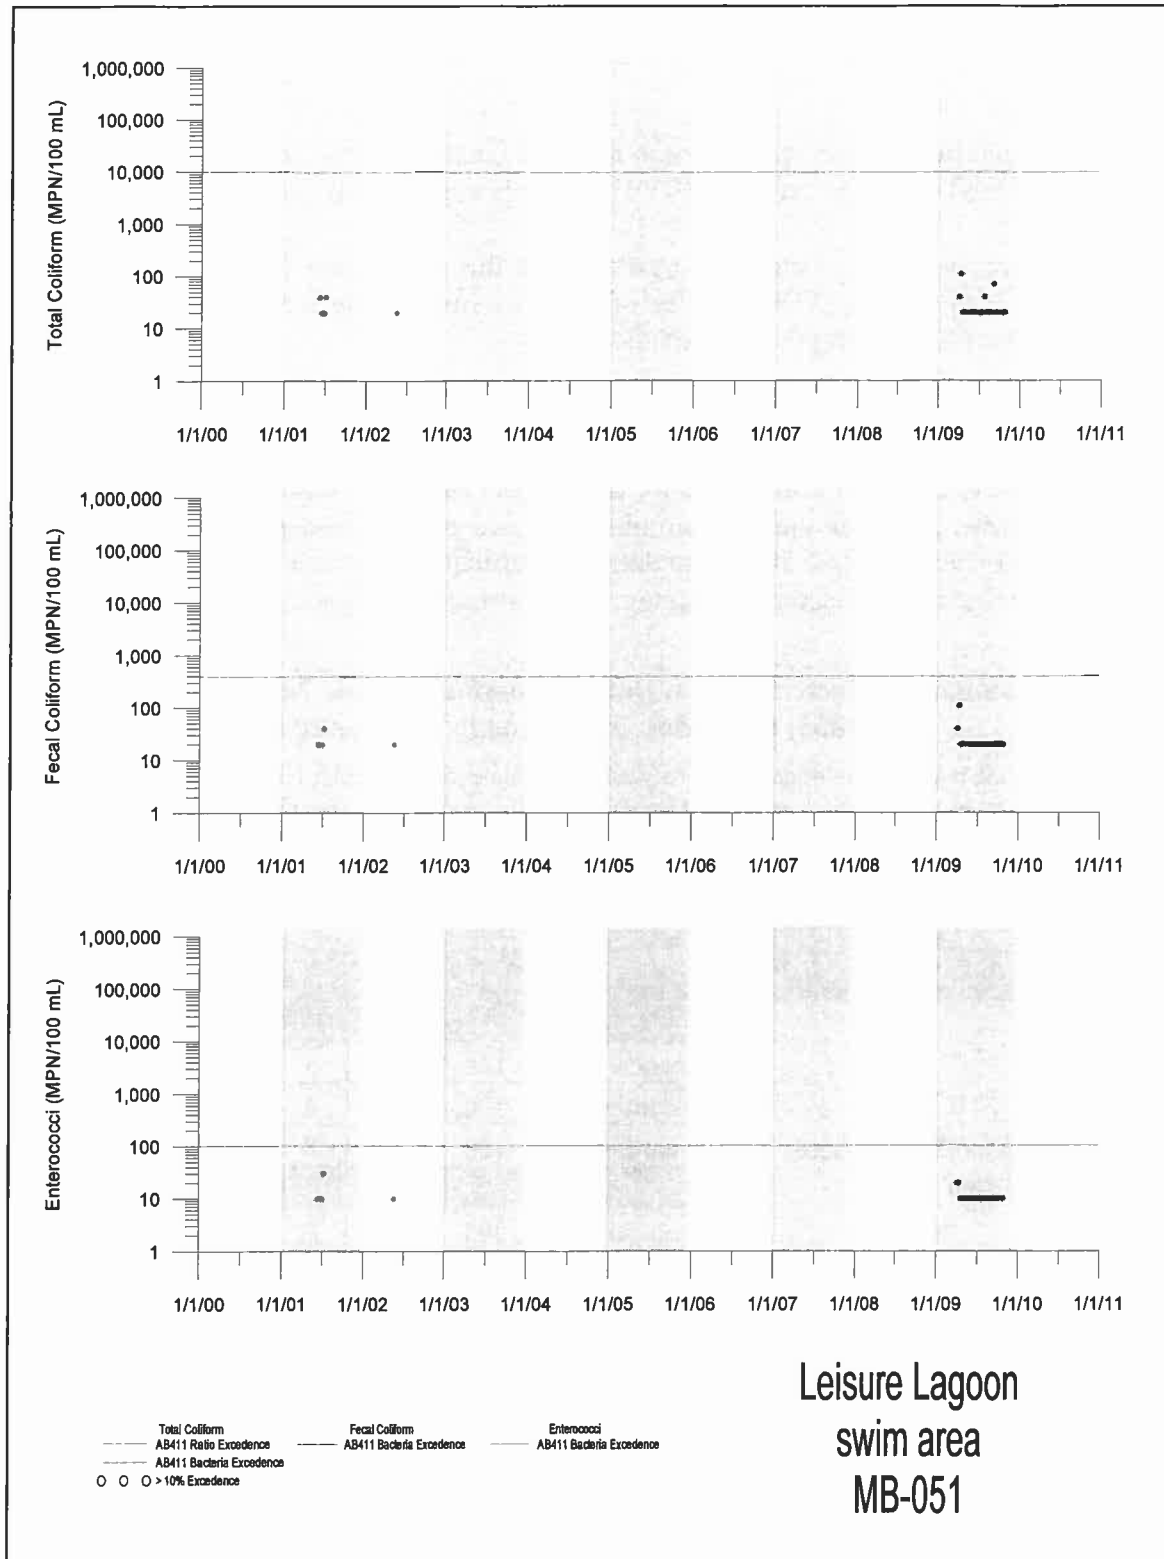 Total Coliform (MPN/100 mL)
1,000,000
100,000
10,000
1,000
100
10
1
1/1/00 1/1/01 1/1/02 1/1/03 1/1/04 1/1/05 1/1/06 1/1/07 1/1/08 1/1/09 1/1/10 1/1/11
Fecal Coliform (MPN/100 mL)
1,000,000
100,000
10,000
1,000
100
10
1
1/1/00 1/1/01 1/1/02 1/1/03 1/1/04 1/1/05 1/1/06 1/1/07 1/1/08 1/1/09 1/1/10 1/1/11
Enterococci (MPN/100 mL)
1,000,000
100,000
10,000
1,000
100
10
1
1/1/00 1/1/01 1/1/02 1/1/03 1/1/04 1/1/05 1/1/06 1/1/07 1/1/08 1/1/09 1/1/10 1/1/11
Total Coliform
AB411 Ratio Excedence
AB411 Bacteria Excedence
> 10% Excedence
Fecal Coliform
AB411 Bacteria Excedence
Enterococci
AB411 Bacteria Excedence
Leisure Lagoon
swim area
MB-051